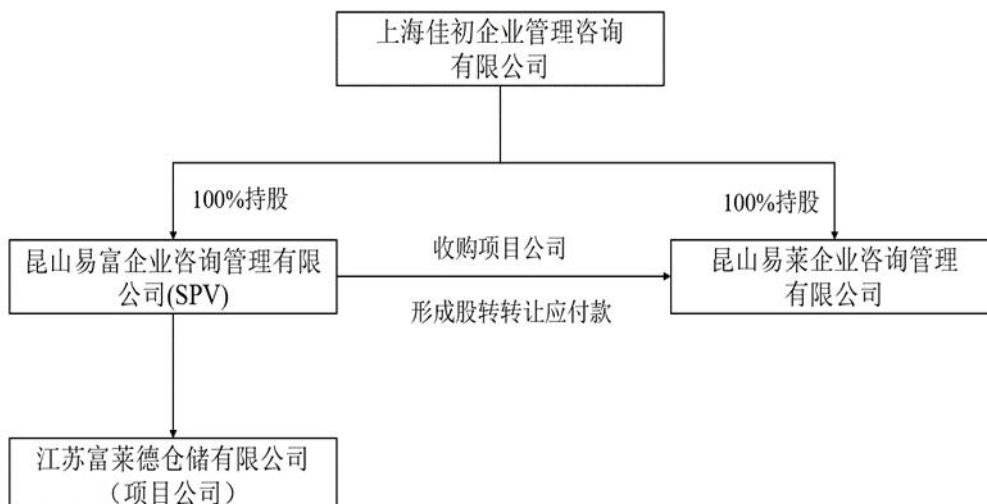 上海佳初企业管理咨询
有限公司
100%持股
100%持股
昆山易富企业咨询管理有限
公司(SPV)
收购项目公司
形成股转转让应付款
昆山易莱企业咨询管理
有限公司
江苏富莱德仓储有限公司
（项目公司）